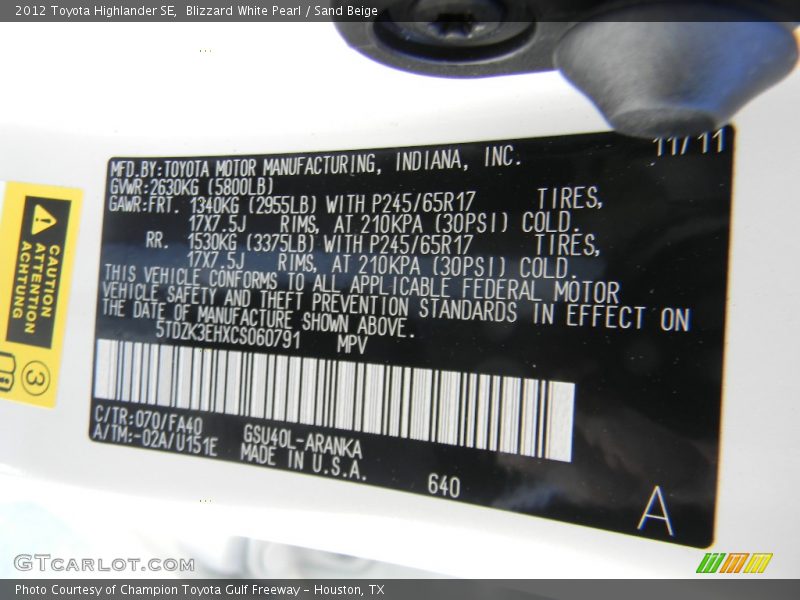 2012 Toyota Highlander SE, Blizzard White Pearl / Sand Beige
11/11
MFD.BY:TOYOTA MOTOR MANUFACTURING, INDIANA, INC.
GVWR:2630KG (5800LB)
GAWR:FRT. 1340KG (2955LB) WITH P245/65R17 TIRES,
17X7.5J RIMS, AT 210KPA (30PSI) COLD.
RR. 1530KG (3375LB) WITH P245/65R17 TIRES,
17X7.5J RIMS, AT 210KPA (30PSI) COLD.
THIS VEHICLE CONFORMS TO ALL APPLICABLE FEDERAL MOTOR
VEHICLE SAFETY AND THEFT PREVENTION STANDARDS IN EFFECT ON
THE DATE OF MANUFACTURE SHOWN ABOVE.
5TDZK3EHXCS060791 MPV
C/TR:070/FA40
A/TM:-02A/U151E
GSU40L-ARANKA
MADE IN U.S.A.
640
A
CAUTION
ATTENTION
ACHTUNG
3
GTcarlot.com
Photo Courtesy of Champion Toyota Gulf Freeway - Houston, TX